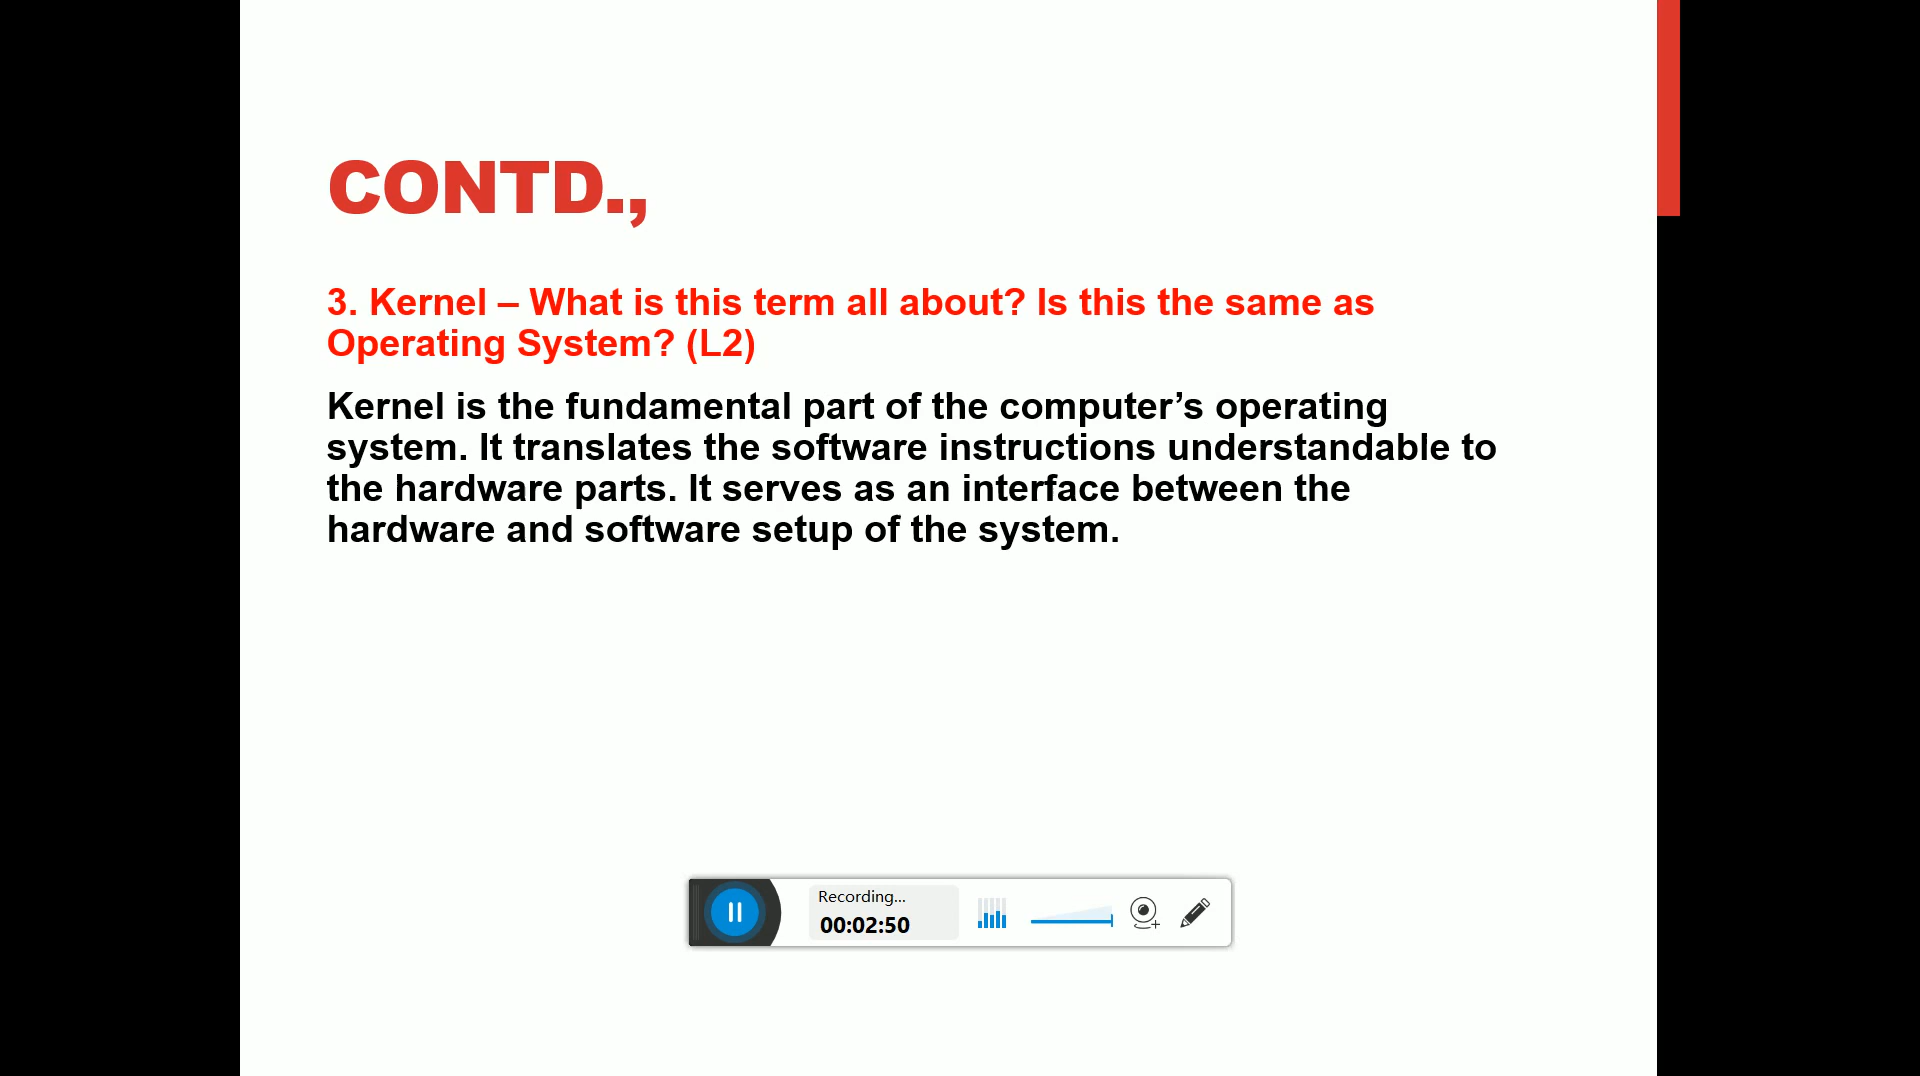 CONTD.,
3. Kernel – What is this term all about? Is this the same as
Operating System? (L2)
Kernel is the fundamental part of the computer’s operating
system. It translates the software instructions understandable to
the hardware parts. It serves as an interface between the
hardware and software setup of the system.
Recording...
00:02:50